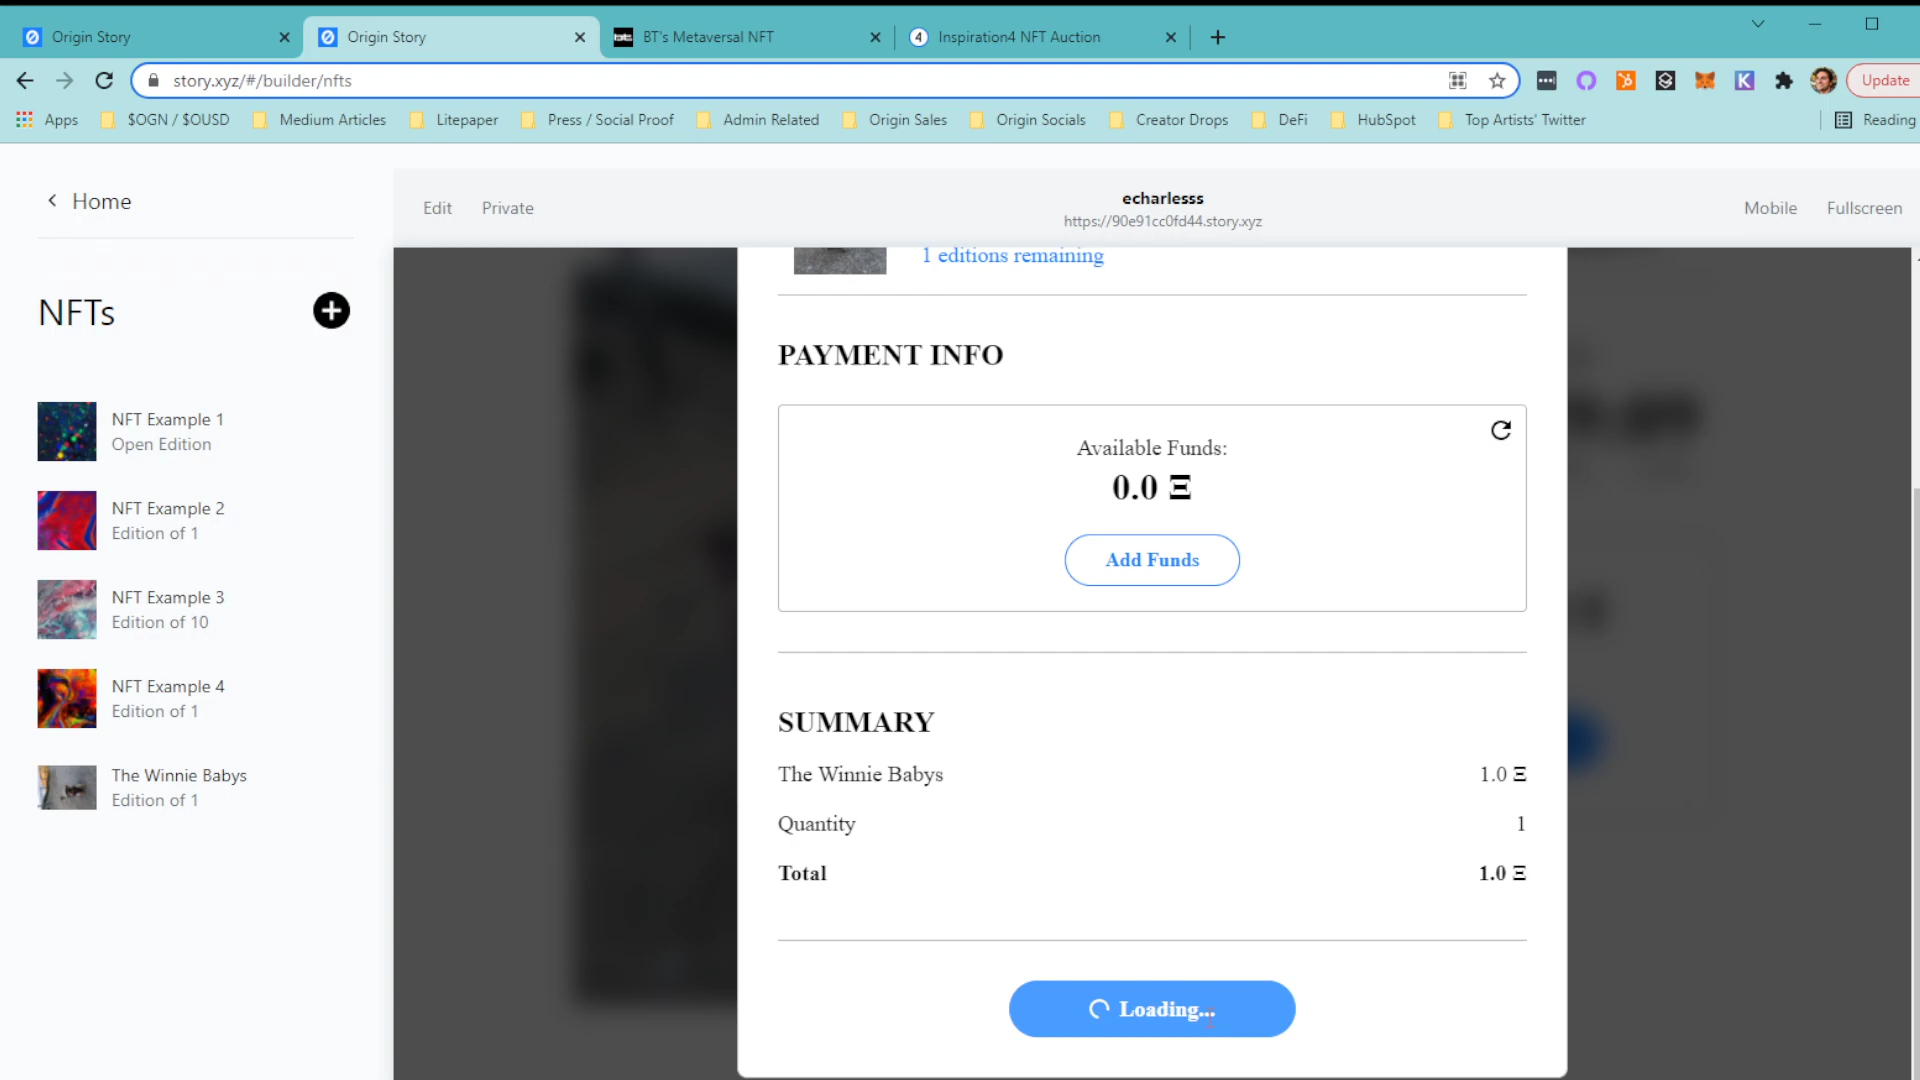 Origin Story
Origin Story
BT's Metaversal NFT
Inspiration4 NFT Auction
story.xyz/#/builder/nfts
Update
Apps
$OGN / $OUSD
Medium Articles
Litepaper
Press / Social Proof
Admin Related
Origin Sales
Origin Socials
Creator Drops
DeFi
HubSpot
Top Artists' Twitter
Reading
Home
Edit
Private
echarlesss
https://90e91cc0fd44.story.xyz
Mobile
Fullscreen
NFTs
NFT Example 1
Open Edition
NFT Example 2
Edition of 1
NFT Example 3
Edition of 10
NFT Example 4
Edition of 1
The Winnie Babys
Edition of 1
1 editions remaining
PAYMENT INFO
Available Funds:
0.0 Ξ
Add Funds
SUMMARY
The Winnie Babys 1.0 Ξ
Quantity 1
Total 1.0 Ξ
Loading...